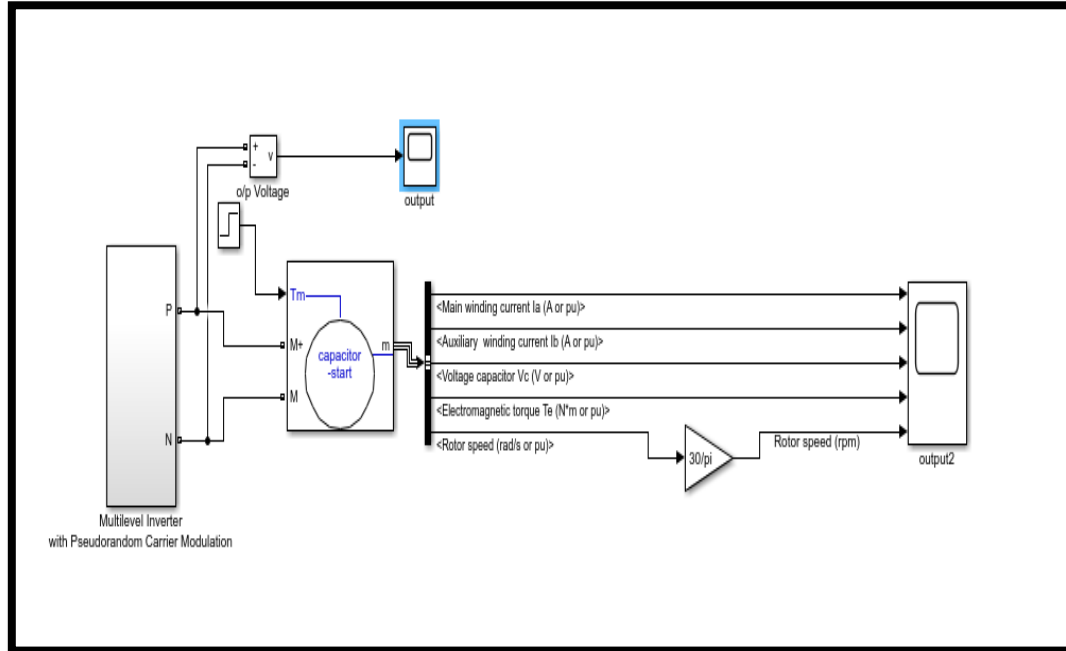 +
-
v
o/p Voltage
output
P
N
Tm
M+
M
m
capacitor
-start
<Main winding current Ia (A or pu)>
<Auxiliary  winding current Ib (A or pu)>
<Voltage capacitor Vc (V or pu)>
<Electromagnetic torque Te (N*m or pu)>
<Rotor speed (rad/s or pu)>
30/pi
Rotor speed (rpm)
output2
Multilevel Inverter
with Pseudorandom Carrier Modulation